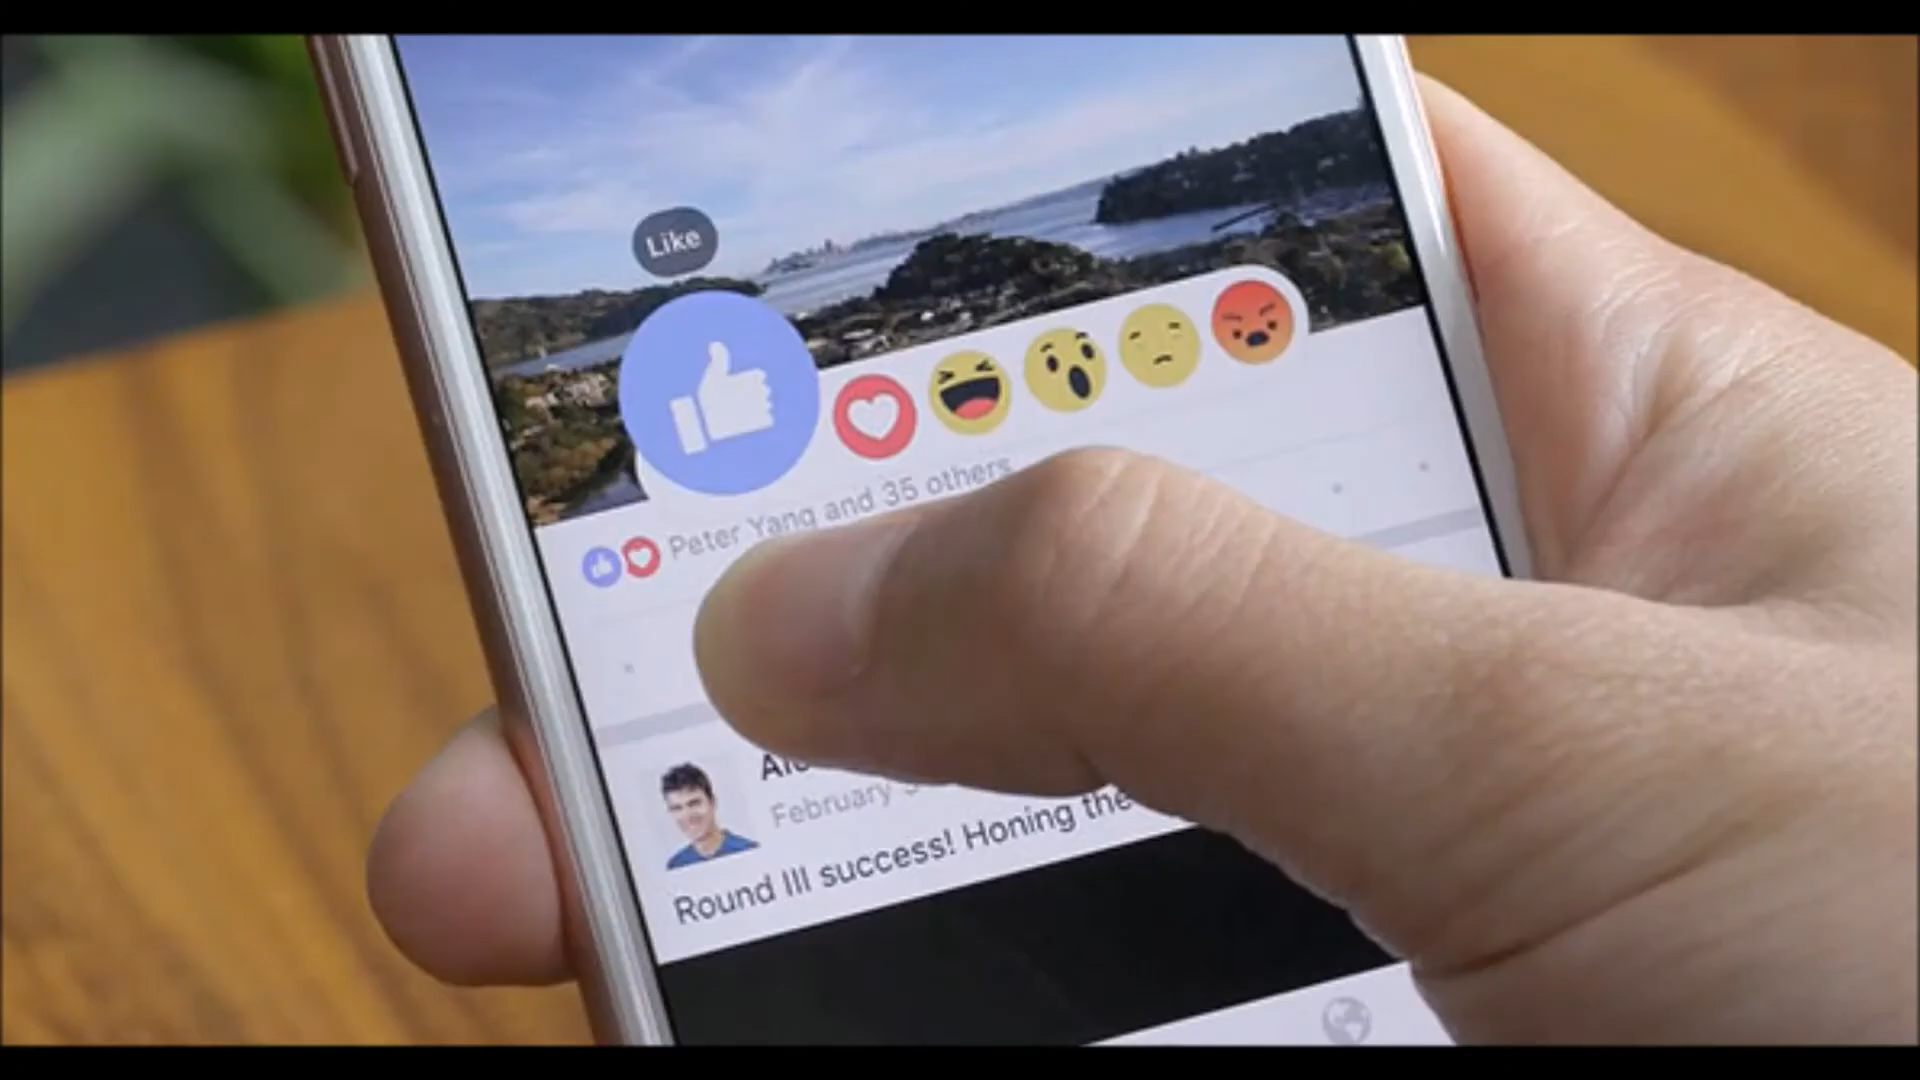 Like
Peter Yang and 35 others
February
Round III success! Honing the